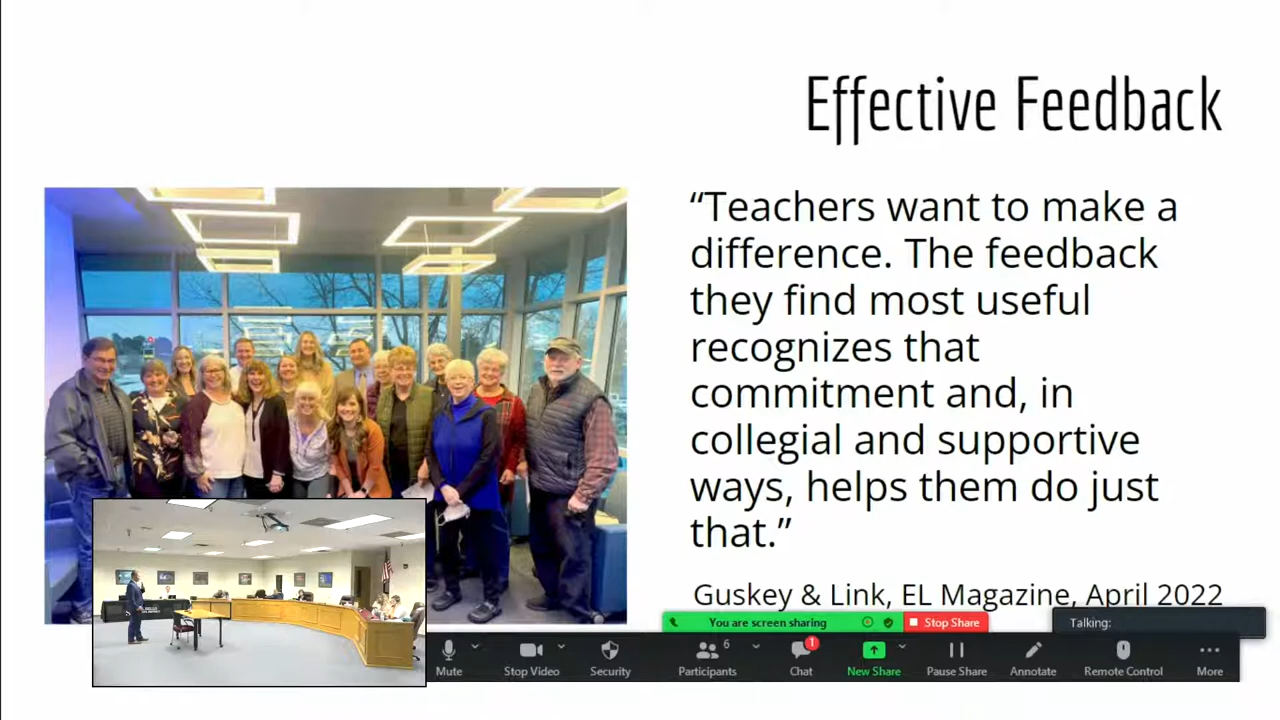 Effective Feedback
“Teachers want to make a
difference. The feedback
they find most useful
recognizes that
commitment and, in
collegial and supportive
ways, helps them do just
that.”
Guskey & Link, EL Magazine, April 2022
You are screen sharing
Stop Share
Talking:
6
1
Mute
Stop Video
Security
Participants
Chat
New Share
Pause Share
Annotate
Remote Control
More